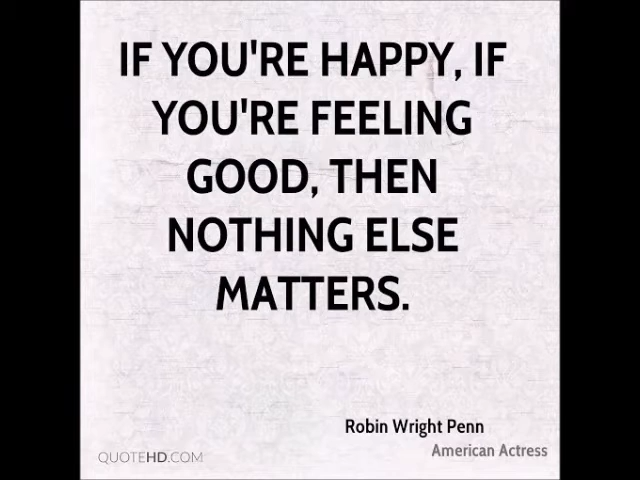 IF YOU'RE HAPPY, IF
YOU'RE FEELING
GOOD, THEN
NOTHING ELSE
MATTERS.
Robin Wright Penn
American Actress
QUOTEHD.COM